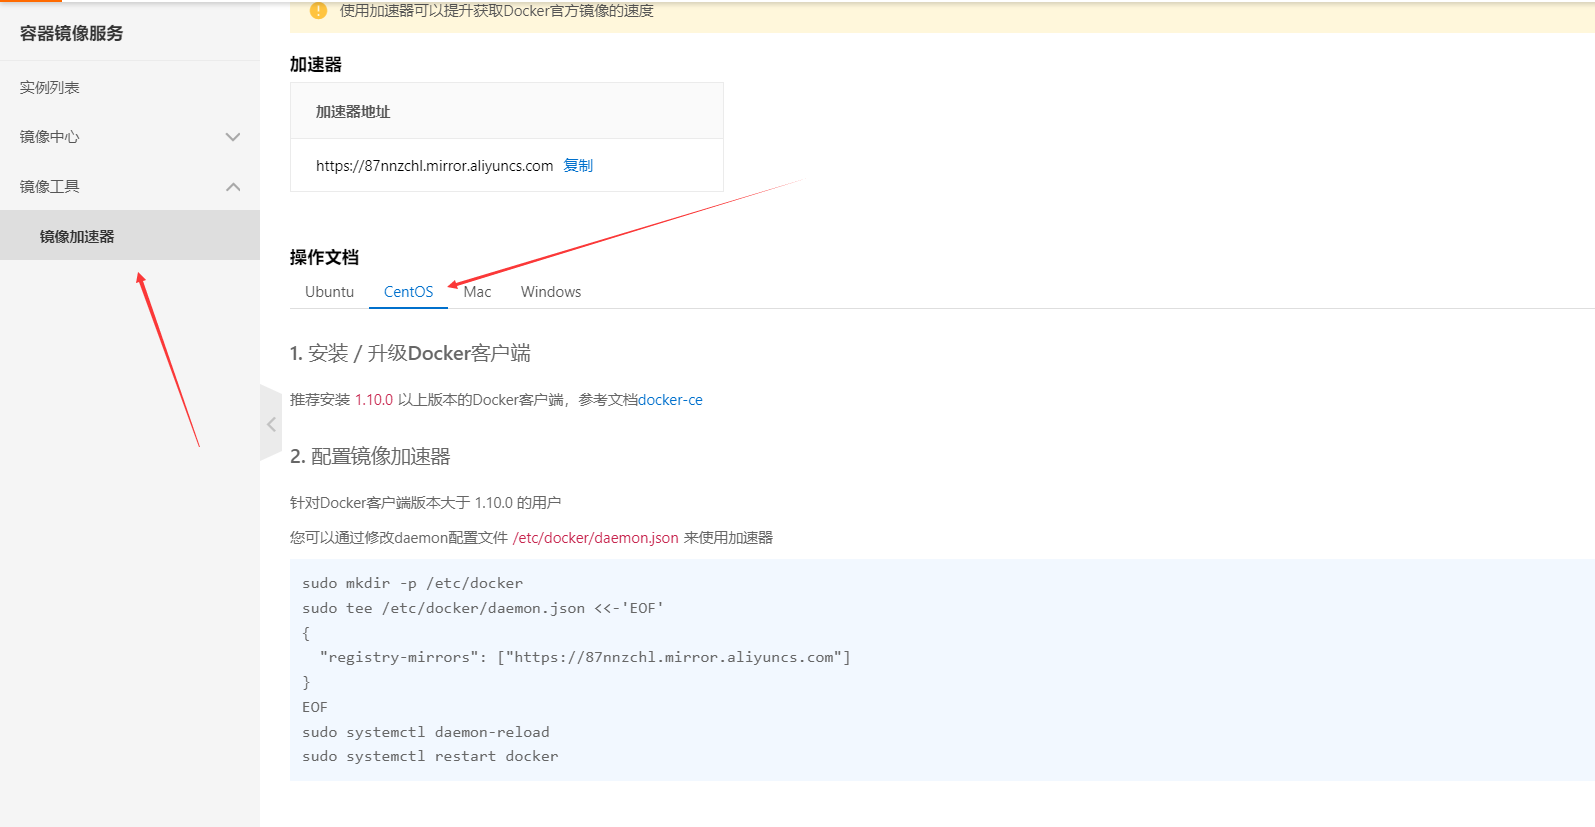 容器镜像服务
实例列表
镜像中心
镜像工具
镜像加速器
使用加速器可以提升获取Docker官方镜像的速度
加速器
加速器地址
https://87nnzchl.mirror.aliyuncs.com 复制
操作文档
Ubuntu CentOS Mac Windows
1. 安装 / 升级Docker客户端
推荐安装 1.10.0 以上版本的Docker客户端，参考文档docker-ce
2. 配置镜像加速器
针对Docker客户端版本大于 1.10.0 的用户
您可以通过修改daemon配置文件 /etc/docker/daemon.json 来使用加速器
sudo mkdir -p /etc/docker
sudo tee /etc/docker/daemon.json <<-'EOF'
{
  "registry-mirrors": ["https://87nnzchl.mirror.aliyuncs.com"]
}
EOF
sudo systemctl daemon-reload
sudo systemctl restart docker